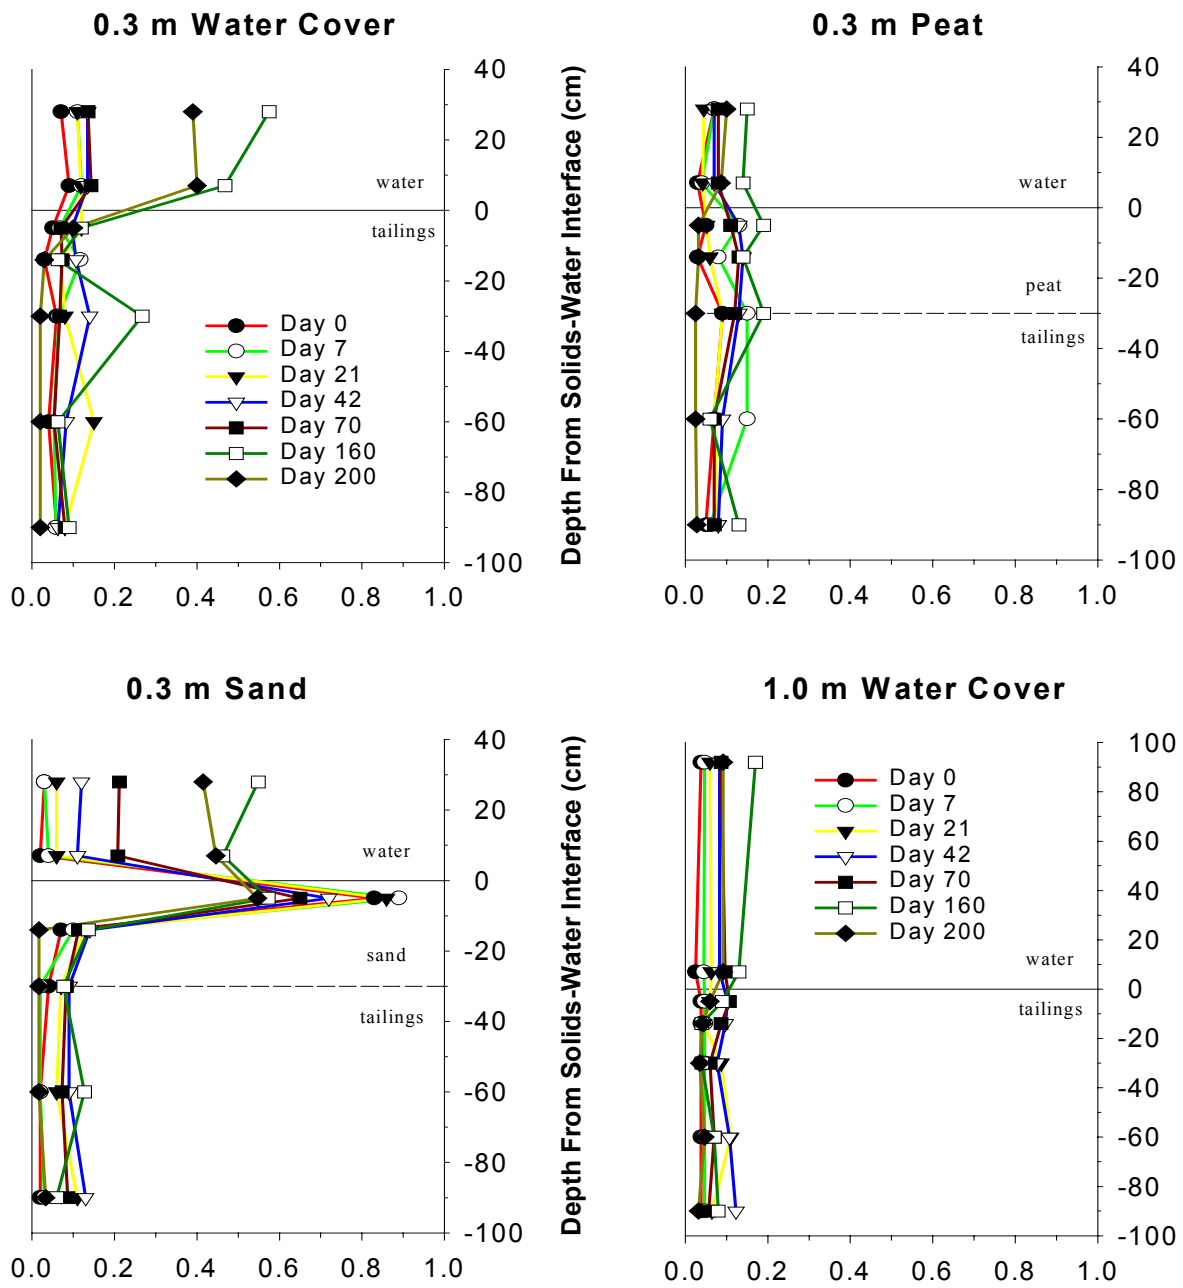 0.3 m Water Cover
40
20
0
-20
-40
-60
-80
-100
water
tailings
Day 0
Day 7
Day 21
Day 42
Day 70
Day 160
Day 200
0.0 0.2 0.4 0.6 0.8 1.0
Depth From Solids-Water Interface (cm)
0.3 m Peat
40
20
0
-20
-40
-60
-80
-100
water
peat
tailings
0.0 0.2 0.4 0.6 0.8 1.0
0.3 m Sand
40
20
0
-20
-40
-60
-80
-100
water
sand
tailings
0.0 0.2 0.4 0.6 0.8 1.0
Depth From Solids-Water Interface (cm)
1.0 m Water Cover
100
80
60
40
20
0
-20
-40
-60
-80
-100
Day 0
Day 7
Day 21
Day 42
Day 70
Day 160
Day 200
water
tailings
0.0 0.2 0.4 0.6 0.8 1.0